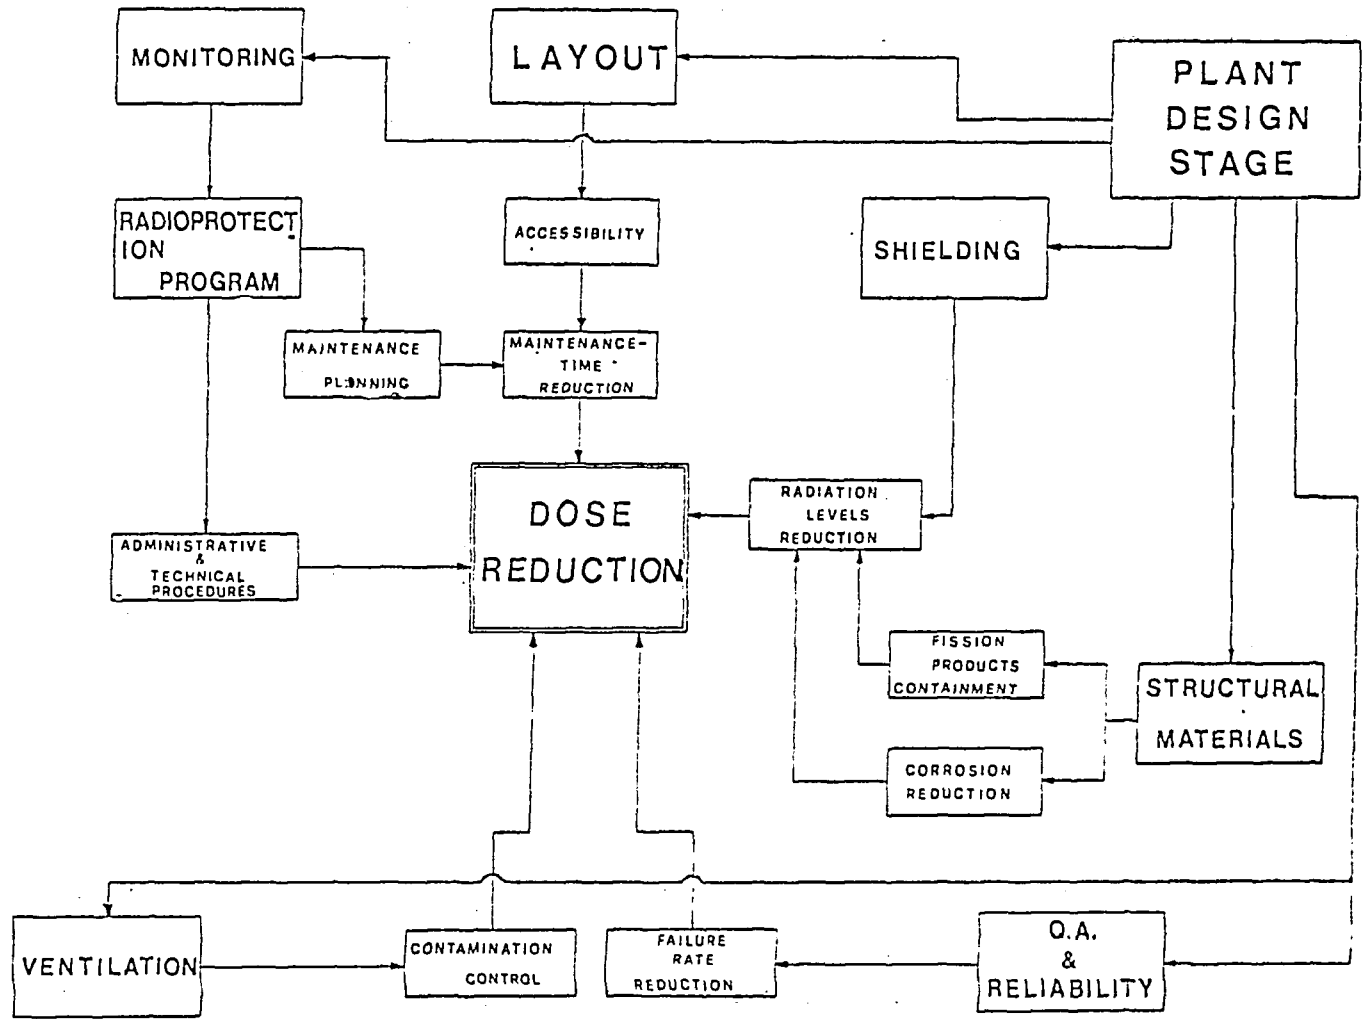 MONITORING
LAYOUT
PLANT
DESIGN
STAGE
RADIOPROTECT
ION
PROGRAM
ACCESSIBILITY
SHIELDING
MAINTENANCE
PLANNING
MAINTENANCE-
TIME
REDUCTION
DOSE
REDUCTION
RADIATION
LEVELS
REDUCTION
ADMINISTRATIVE
&
TECHNICAL
PROCEDURES
FISSION
PRODUCTS
CONTAINMENT
STRUCTURAL
MATERIALS
CORROSION
REDUCTION
VENTILATION
CONTAMINATION
CONTROL
FAILURE
RATE
REDUCTION
Q.A.
&
RELIABILITY